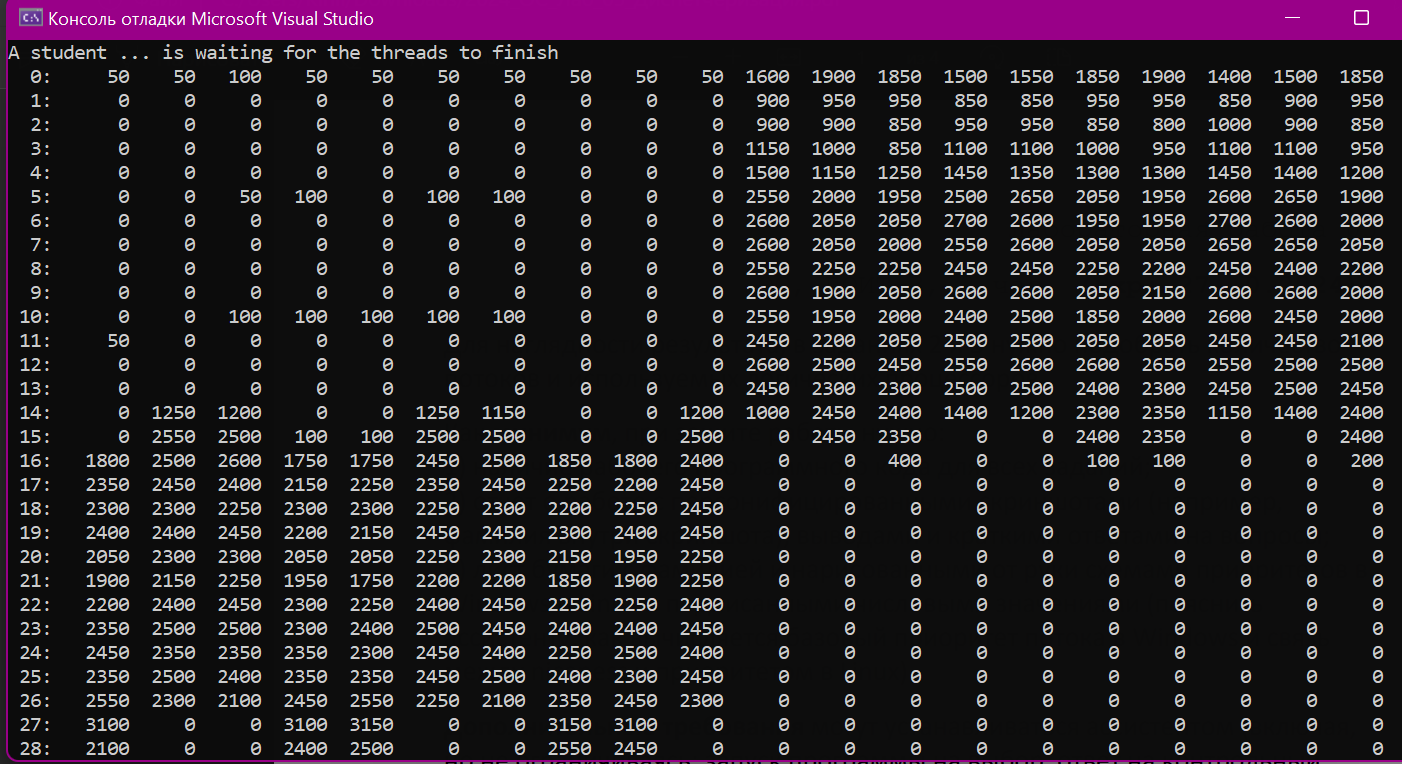 Консоль отладки Microsoft Visual Studio
A student ... is waiting for the threads to finish
0: 50 50 100 50 50 50 50 50 50 50 1600 1900 1850 1500 1550 1850 1900 1400 1500 1850
1: 0 0 0 0 0 0 0 0 0 0 900 950 950 850 850 950 950 850 900 950
2: 0 0 0 0 0 0 0 0 0 0 900 900 850 950 950 850 800 1000 900 850
3: 0 0 0 0 0 0 0 0 0 0 1150 1000 850 1100 1100 1000 950 1100 1100 950
4: 0 0 0 0 0 0 0 0 0 0 1500 1150 1250 1450 1350 1300 1300 1450 1400 1200
5: 0 0 50 100 0 100 100 0 0 0 2550 2000 1950 2500 2650 2050 1950 2600 2650 1900
6: 0 0 0 0 0 0 0 0 0 0 2600 2050 2050 2700 2600 1950 1950 2700 2600 2000
7: 0 0 0 0 0 0 0 0 0 0 2600 2050 2000 2550 2600 2050 2050 2650 2650 2050
8: 0 0 0 0 0 0 0 0 0 0 2550 2250 2250 2450 2450 2250 2200 2450 2400 2200
9: 0 0 0 0 0 0 0 0 0 0 2600 1900 2050 2600 2600 2050 2150 2600 2600 2000
10: 0 0 100 100 100 100 100 0 0 0 2550 1950 2000 2400 2500 1850 2000 2600 2450 2000
11: 50 0 0 0 0 0 0 0 0 0 2450 2200 2050 2500 2500 2050 2050 2450 2450 2100
12: 0 0 0 0 0 0 0 0 0 0 2600 2500 2450 2550 2600 2600 2650 2550 2500 2500
13: 0 0 0 0 0 0 0 0 0 0 2450 2300 2300 2500 2500 2400 2300 2450 2500 2450
14: 0 1250 1200 0 0 1250 1150 0 0 1200 1000 2450 2400 1400 1200 2300 2350 1150 1400 2400
15: 0 2550 2500 100 100 2500 2500 0 0 2500 0 2450 2350 0 0 2400 2350 0 0 2400
16: 1800 2500 2600 1750 1750 2450 2500 1850 1800 2400 0 0 400 0 0 100 100 0 0 200
17: 2350 2450 2400 2150 2250 2350 2450 2250 2200 2450 0 0 0 0 0 0 0 0 0 0
18: 2300 2300 2250 2300 2300 2250 2300 2200 2250 2450 0 0 0 0 0 0 0 0 0 0
19: 2400 2400 2450 2200 2150 2450 2450 2300 2400 2450 0 0 0 0 0 0 0 0 0 0
20: 2050 2300 2300 2050 2050 2250 2300 2150 1950 2250 0 0 0 0 0 0 0 0 0 0
21: 1900 2150 2250 1950 1750 2200 2200 1850 1900 2250 0 0 0 0 0 0 0 0 0 0
22: 2200 2400 2450 2300 2250 2400 2450 2250 2250 2400 0 0 0 0 0 0 0 0 0 0
23: 2350 2500 2500 2300 2400 2500 2450 2400 2400 2450 0 0 0 0 0 0 0 0 0 0
24: 2450 2350 2350 2350 2300 2450 2400 2250 2500 2400 0 0 0 0 0 0 0 0 0 0
25: 2350 2500 2400 2350 2350 2450 2500 2400 2300 2450 0 0 0 0 0 0 0 0 0 0
26: 2550 2300 2100 2450 2550 2250 2100 2350 2450 2300 0 0 0 0 0 0 0 0 0 0
27: 3100 0 0 3100 3150 0 0 3150 3100 0 0 0 0 0 0 0 0 0 0 0
28: 2100 0 0 2400 2500 0 0 2550 2450 0 0 0 0 0 0 0 0 0 0 0